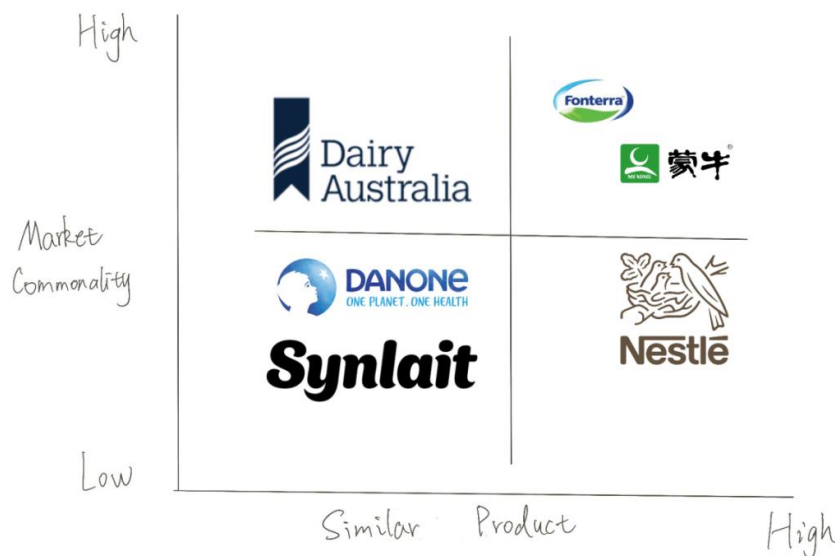 High
Fonterra
Dairy
Australia
MENGNIU 蒙牛®
Market
Commonality
DANONE
ONE PLANET. ONE HEALTH
Nestlé
Synlait
Low
Similar Product
High